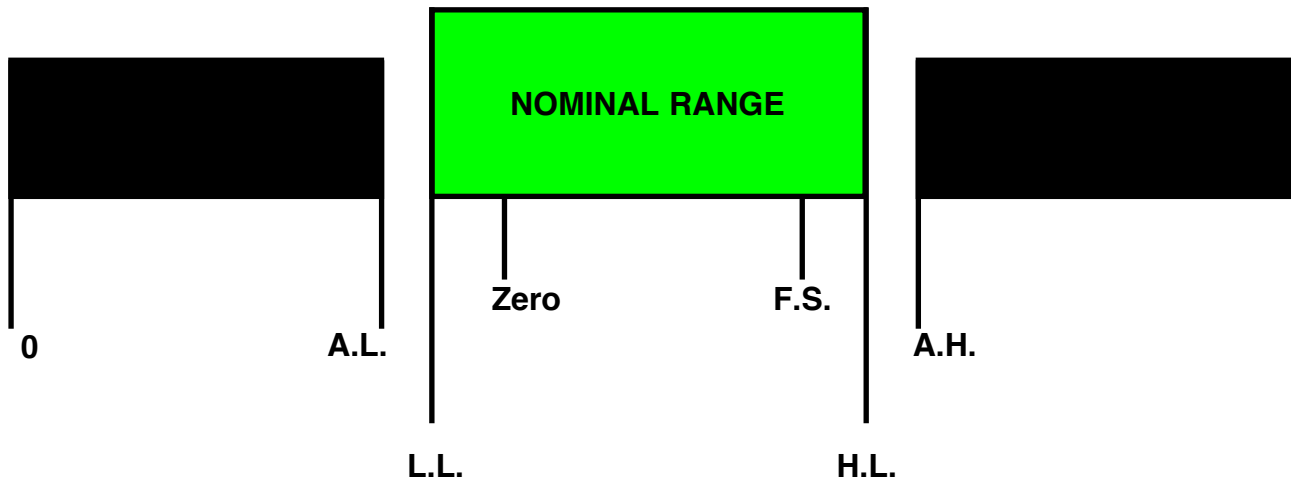 NOMINAL RANGE
Zero
F.S.
0
A.L.
A.H.
L.L.
H.L.